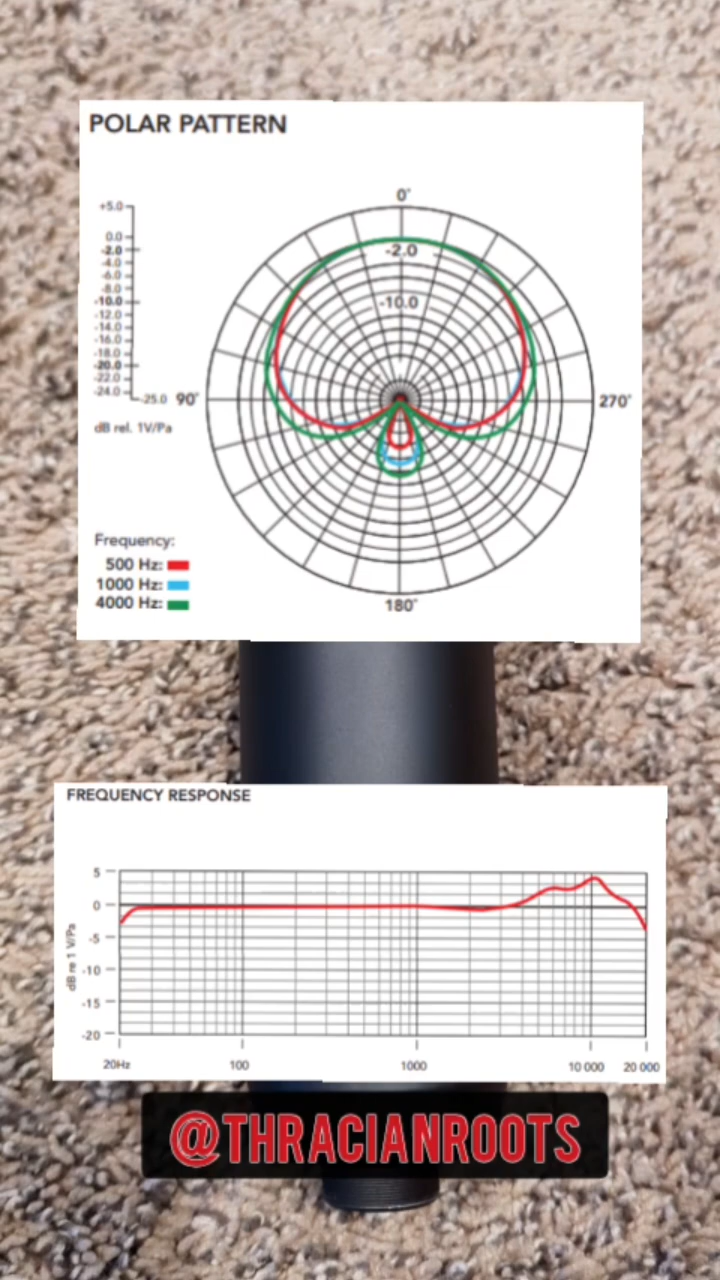 POLAR PATTERN
0°
+5.0
0.0
-2.0
-4.0
-6.0
-8.0
-10.0
-12.0
-14.0
-16.0
-18.0
-20.0
-22.0
-24.0
-25.0
-2.0
-10.0
90°
270°
dB rel. 1V/Pa
Frequency:
500 Hz:
1000 Hz:
4000 Hz:
180°
FREQUENCY RESPONSE
5
0
-5
-10
-15
-20
dB re 1 V/Pa
20Hz 100 1000 10 000 20 000
@THRACIANROOTS